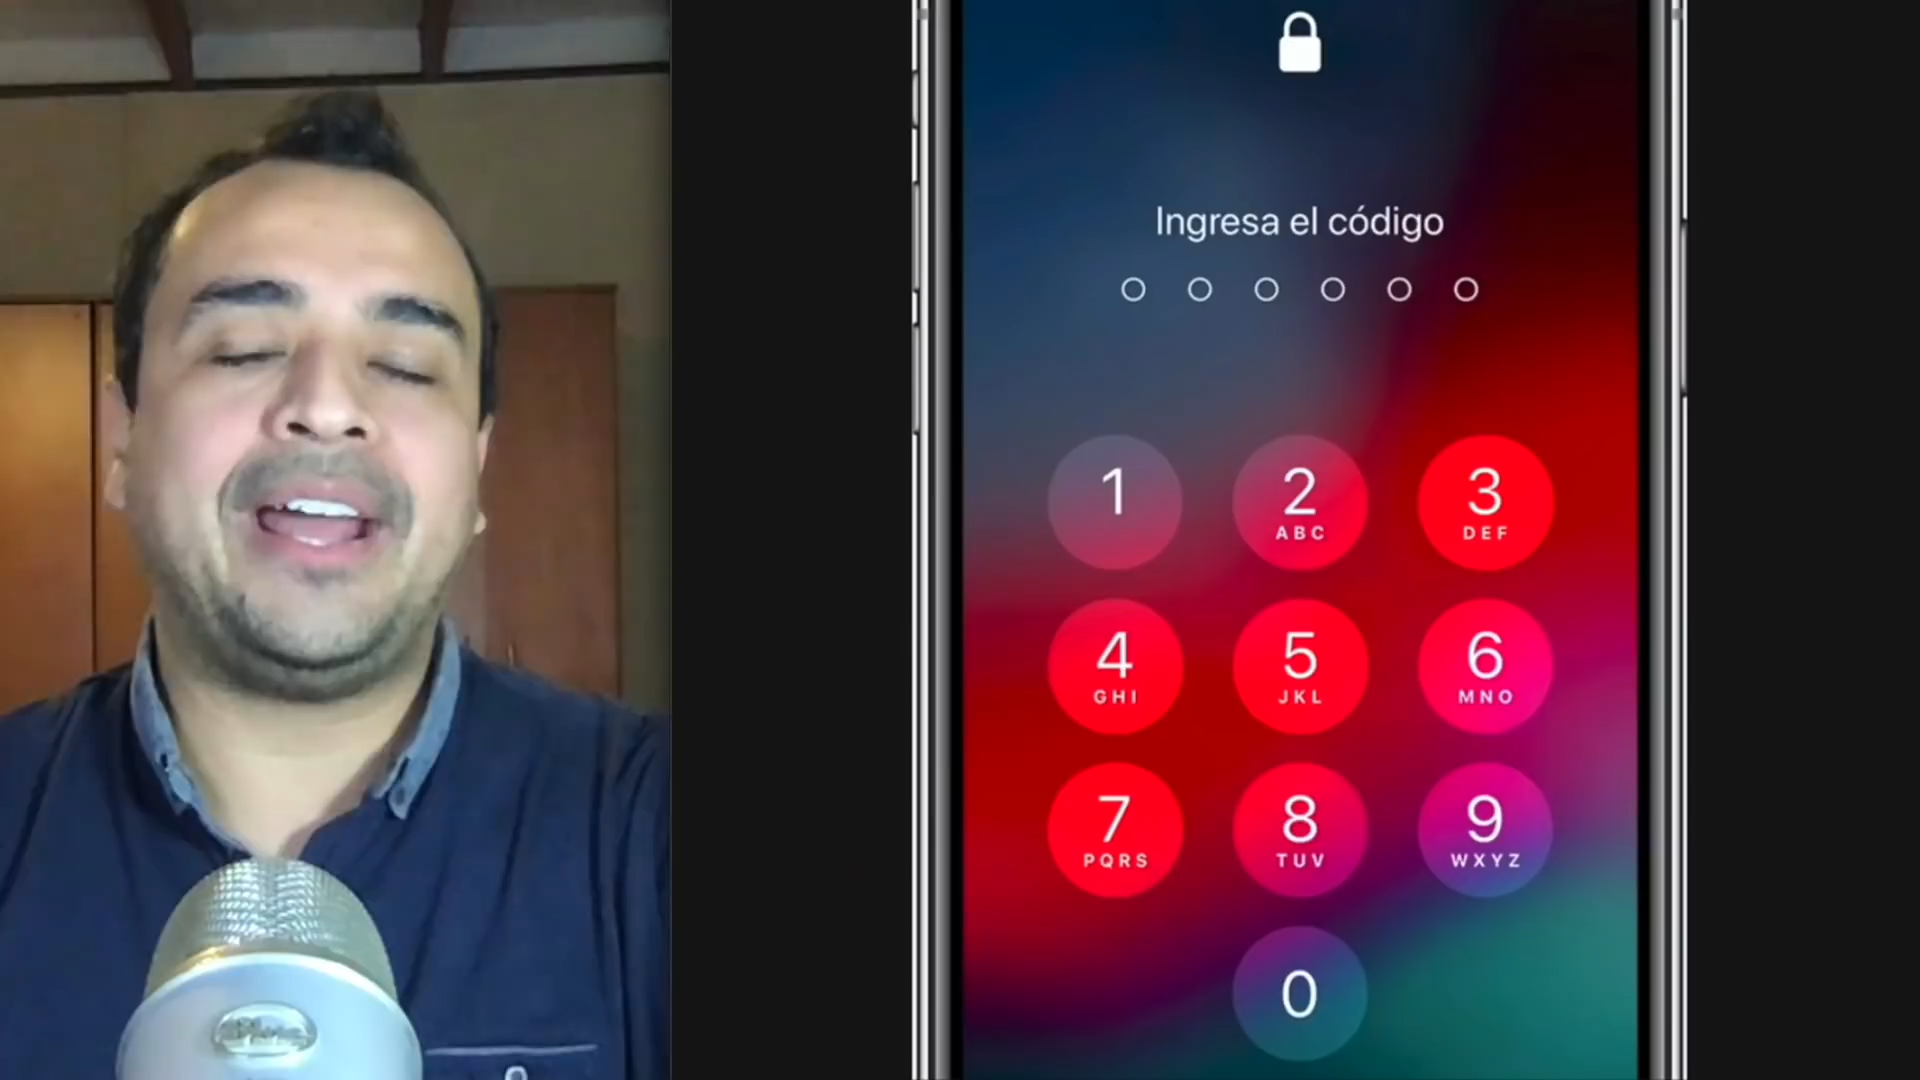 Ingresa el código
1 2 3
ABC DEF
4 5 6
GHI JKL MNO
7 8 9
PQRS TUV WXYZ
0